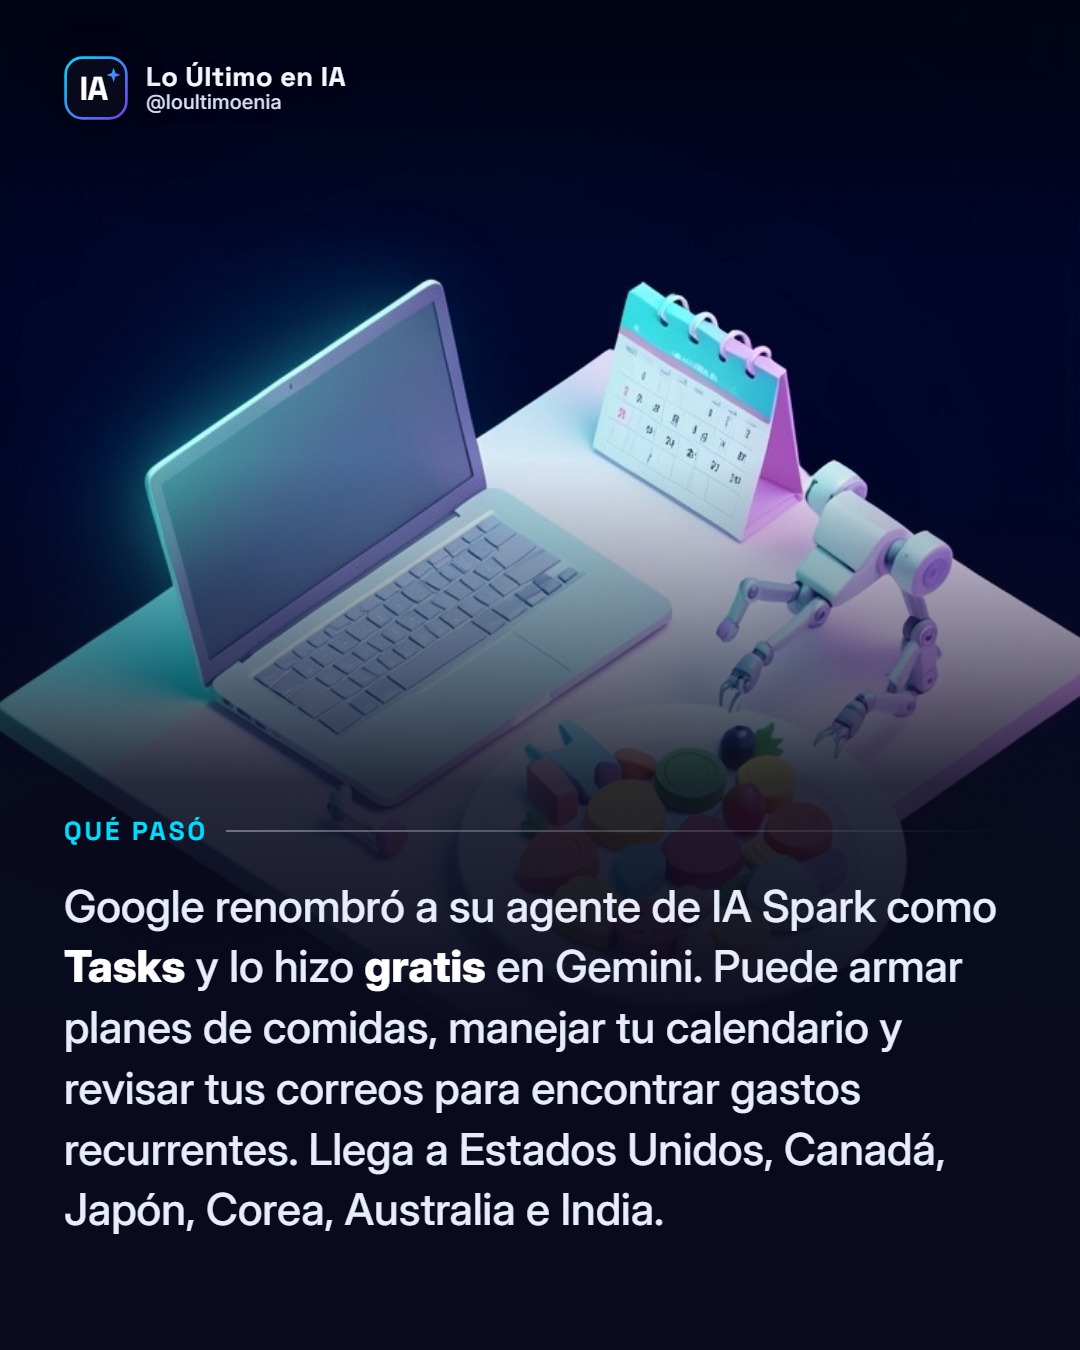 IA
Lo Último en IA
@loultimoenia
QUÉ PASÓ
Google renombró a su agente de IA Spark como
Tasks y lo hizo gratis en Gemini. Puede armar
planes de comidas, manejar tu calendario y
revisar tus correos para encontrar gastos
recurrentes. Llega a Estados Unidos, Canadá,
Japón, Corea, Australia e India.